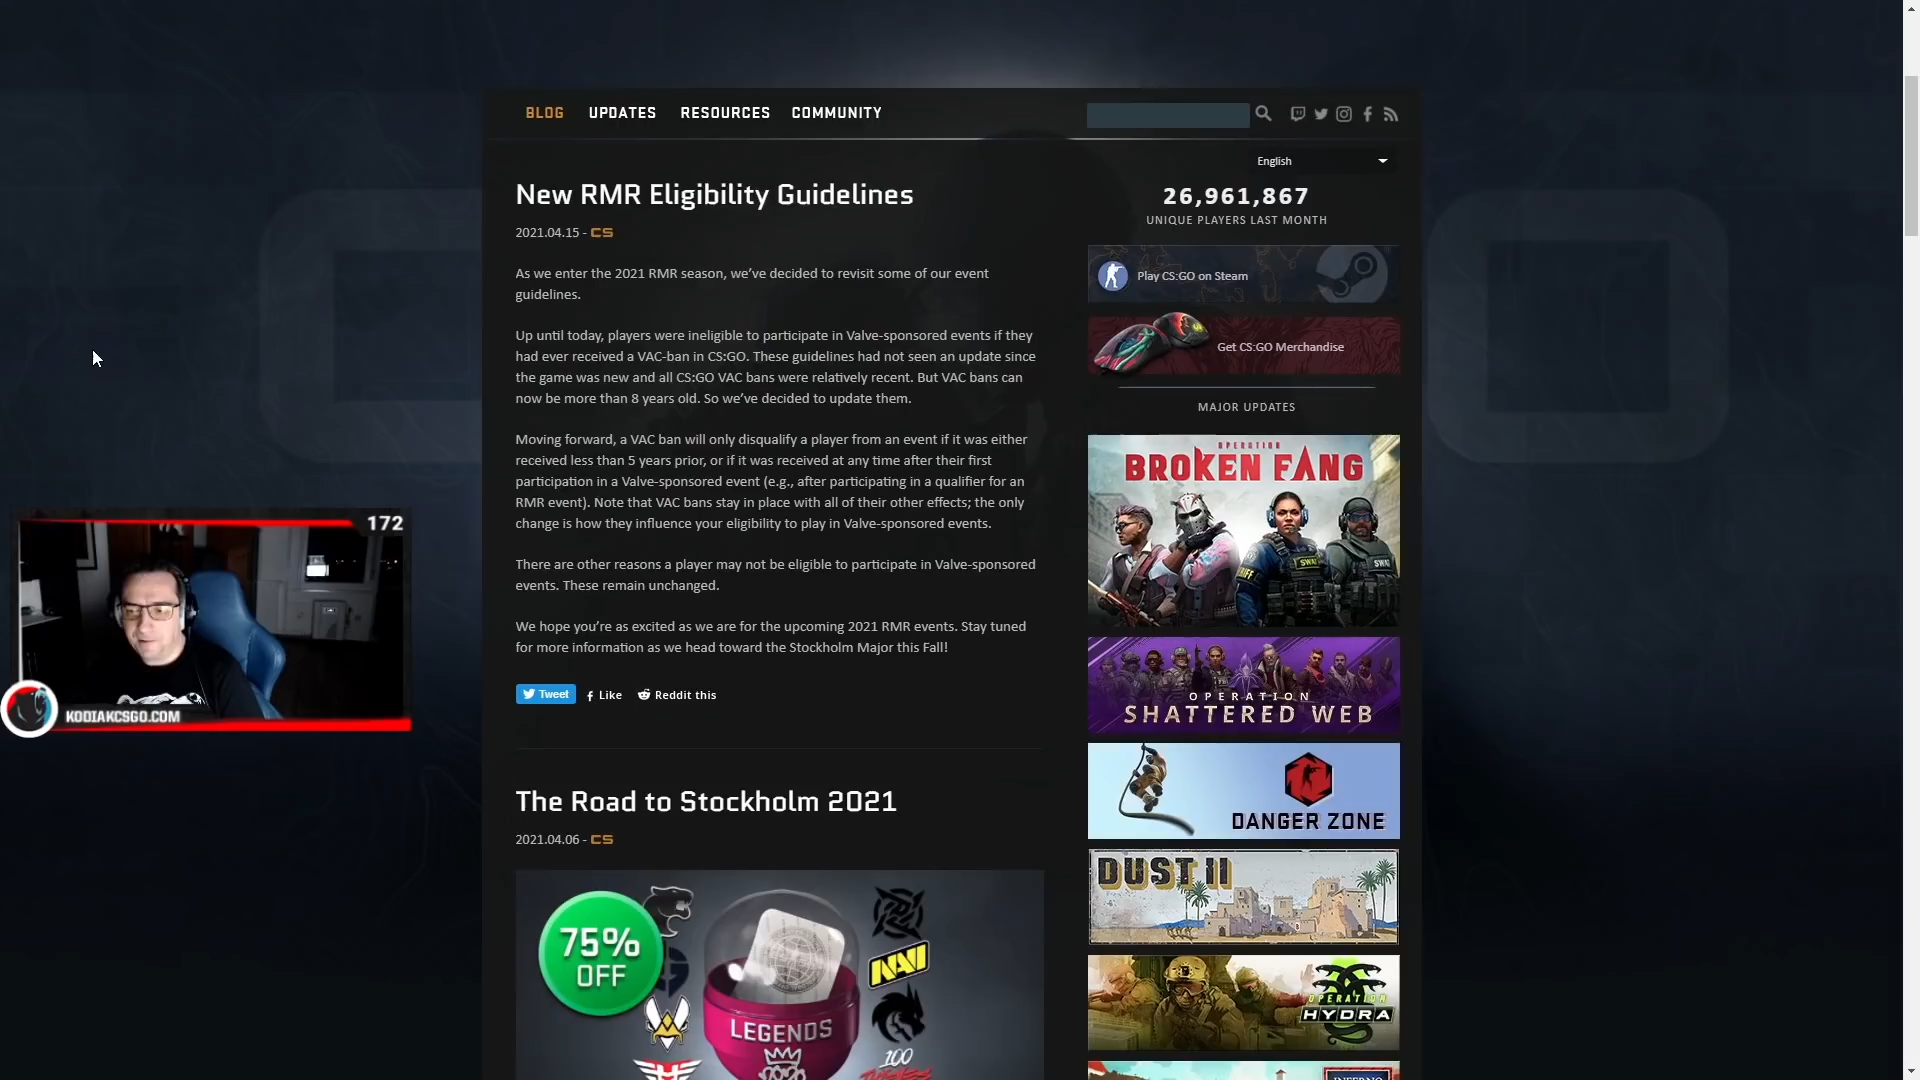 BLOG UPDATES RESOURCES COMMUNITY
English
New RMR Eligibility Guidelines
2021.04.15 - CS
As we enter the 2021 RMR season, we've decided to revisit some of our event
guidelines.
Up until today, players were ineligible to participate in Valve-sponsored events if they
had ever received a VAC-ban in CS:GO. These guidelines had not seen an update since
the game was new and all CS:GO VAC bans were relatively recent. But VAC bans can
now be more than 8 years old. So we've decided to update them.
Moving forward, a VAC ban will only disqualify a player from an event if it was either
received less than 5 years prior, or if it was received at any time after their first
participation in a Valve-sponsored event (e.g., after participating in a qualifier for an
RMR event). Note that VAC bans stay in place with all of their other effects; the only
change is how they influence your eligibility to play in Valve-sponsored events.
There are other reasons a player may not be eligible to participate in Valve-sponsored
events. These remain unchanged.
We hope you're as excited as we are for the upcoming 2021 RMR events. Stay tuned
for more information as we head toward the Stockholm Major this Fall!
Tweet Like Reddit this
The Road to Stockholm 2021
2021.04.06 - CS
75%
OFF
NAVI
LEGENDS
2020
100
THIEVES
26,961,867
UNIQUE PLAYERS LAST MONTH
Play CS:GO on Steam
Get CS:GO Merchandise
MAJOR UPDATES
OPERATION
BROKEN FANG
SHERIFF
SWAT
SWAT
OPERATION
SHATTERED WEB
DANGER ZONE
DUST II
OPERATION
HYDRA
INFERNO
172
KODIAKCSGO.COM